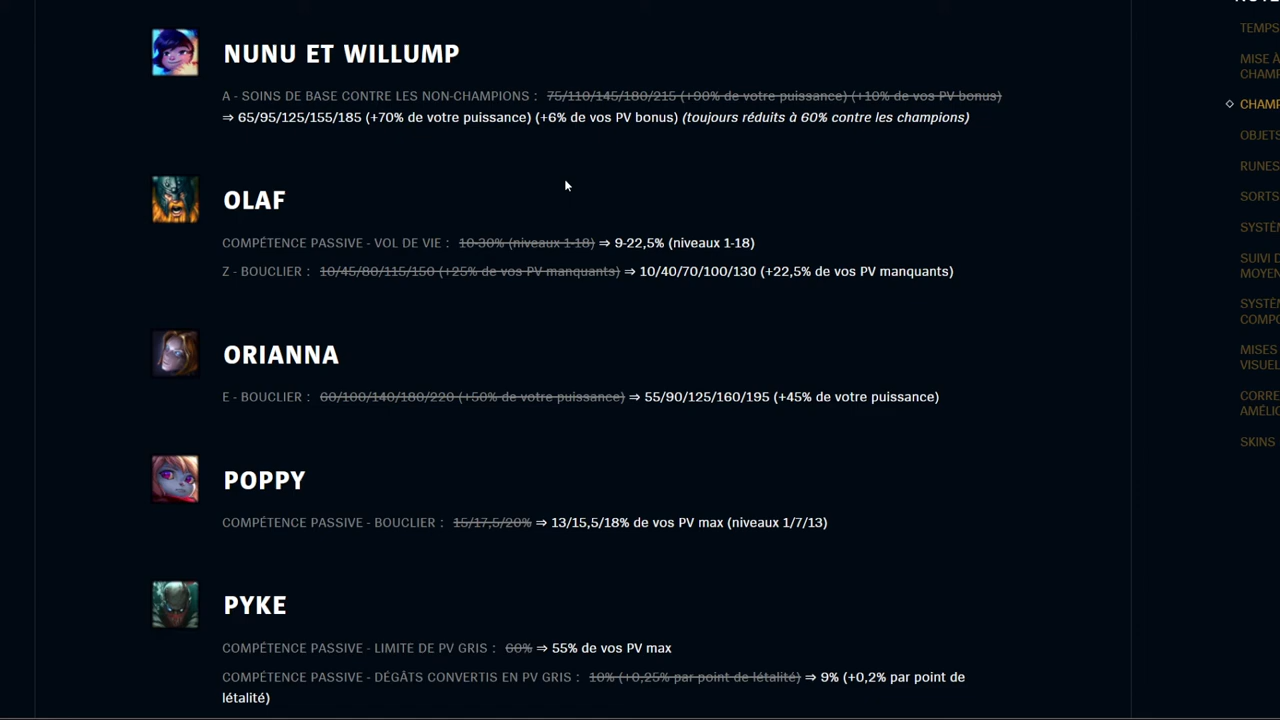 NUNU ET WILLUMP
A - SOINS DE BASE CONTRE LES NON-CHAMPIONS : 75/110/145/180/215 (+90% de votre puissance) (+10% de vos PV bonus)
⇒ 65/95/125/155/185 (+70% de votre puissance) (+6% de vos PV bonus) (toujours réduits à 60% contre les champions)
OLAF
COMPÉTENCE PASSIVE - VOL DE VIE : 10-30% (niveaux 1-18) ⇒ 9-22,5% (niveaux 1-18)
Z - BOUCLIER : 10/45/80/115/150 (+25% de vos PV manquants) ⇒ 10/40/70/100/130 (+22,5% de vos PV manquants)
ORIANNA
E - BOUCLIER : 60/100/140/180/220 (+50% de votre puissance) ⇒ 55/90/125/160/195 (+45% de votre puissance)
POPPY
COMPÉTENCE PASSIVE - BOUCLIER : 15/17,5/20% ⇒ 13/15,5/18% de vos PV max (niveaux 1/7/13)
PYKE
COMPÉTENCE PASSIVE - LIMITE DE PV GRIS : 60% ⇒ 55% de vos PV max
COMPÉTENCE PASSIVE - DÉGÂTS CONVERTIS EN PV GRIS : 10% (+0,25% par point de létalité) ⇒ 9% (+0,2% par point de
létalité)
TEMPS
MISE À
CHAMP
CHAMP
OBJETS
RUNES
SORTS
SYSTÈM
SUIVI D
MOYEN
SYSTÈM
COMPO
MISES
VISUEL
CORRE
AMÉLIO
SKINS